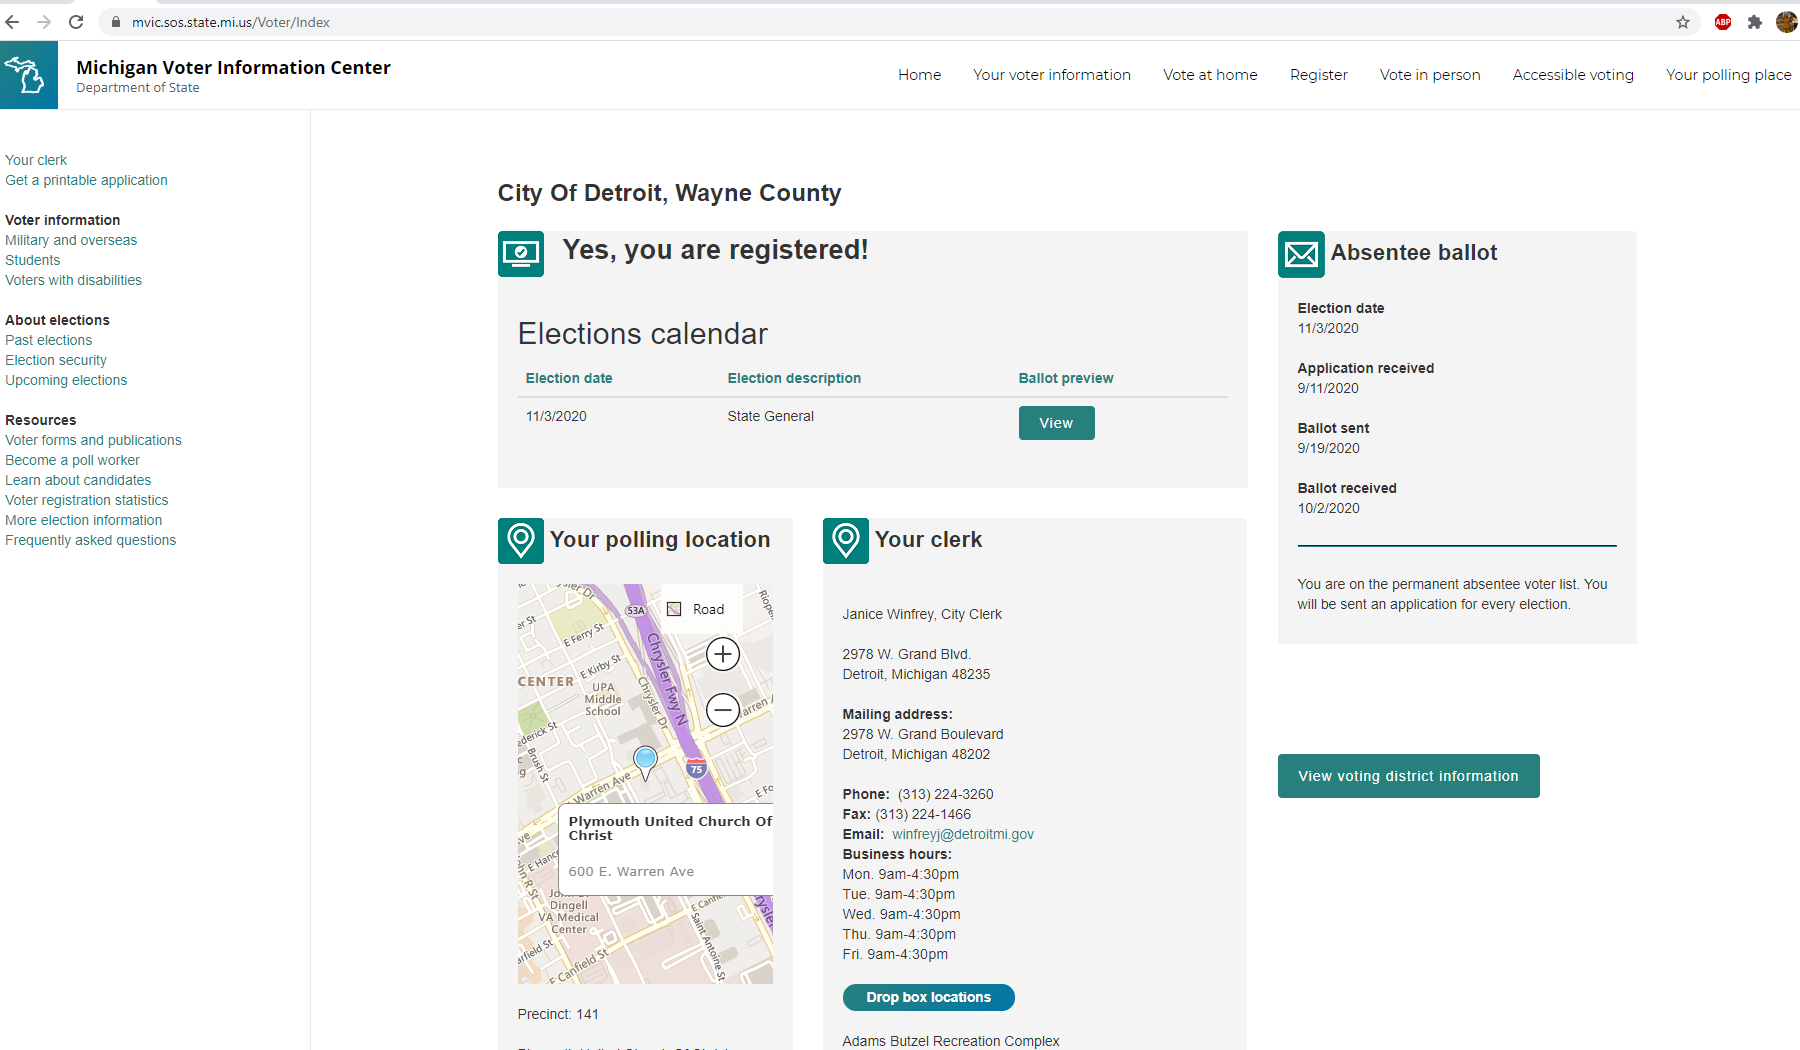 mvic.sos.state.mi.us/Voter/Index
ABP
Michigan Voter Information Center
Department of State
Home
Your voter information
Vote at home
Register
Vote in person
Accessible voting
Your polling place
Your clerk
Get a printable application
Voter information
Military and overseas
Students
Voters with disabilities
About elections
Past elections
Election security
Upcoming elections
Resources
Voter forms and publications
Become a poll worker
Learn about candidates
Voter registration statistics
More election information
Frequently asked questions
City Of Detroit, Wayne County
Yes, you are registered!
Elections calendar
Election date Election description Ballot preview
11/3/2020 State General View
Absentee ballot
Election date
11/3/2020
Application received
9/11/2020
Ballot sent
9/19/2020
Ballot received
10/2/2020
You are on the permanent absentee voter list. You
will be sent an application for every election.
View voting district information
Your polling location
53A
Road
E Ferry St
E Kirby St
CENTER
UPA
Middle
School
Chrysler Fwy N
Chrysler Dr
Brush St
75
Warren Ave
Plymouth United Church Of
Christ
600 E. Warren Ave
Dingell
VA Medical
Center
E Canfield St
Saint Antoine St
Precinct: 141
Your clerk
Janice Winfrey, City Clerk
2978 W. Grand Blvd.
Detroit, Michigan 48235
Mailing address:
2978 W. Grand Boulevard
Detroit, Michigan 48202
Phone: (313) 224-3260
Fax: (313) 224-1466
Email: winfreyj@detroitmi.gov
Business hours:
Mon. 9am-4:30pm
Tue. 9am-4:30pm
Wed. 9am-4:30pm
Thu. 9am-4:30pm
Fri. 9am-4:30pm
Drop box locations
Adams Butzel Recreation Complex